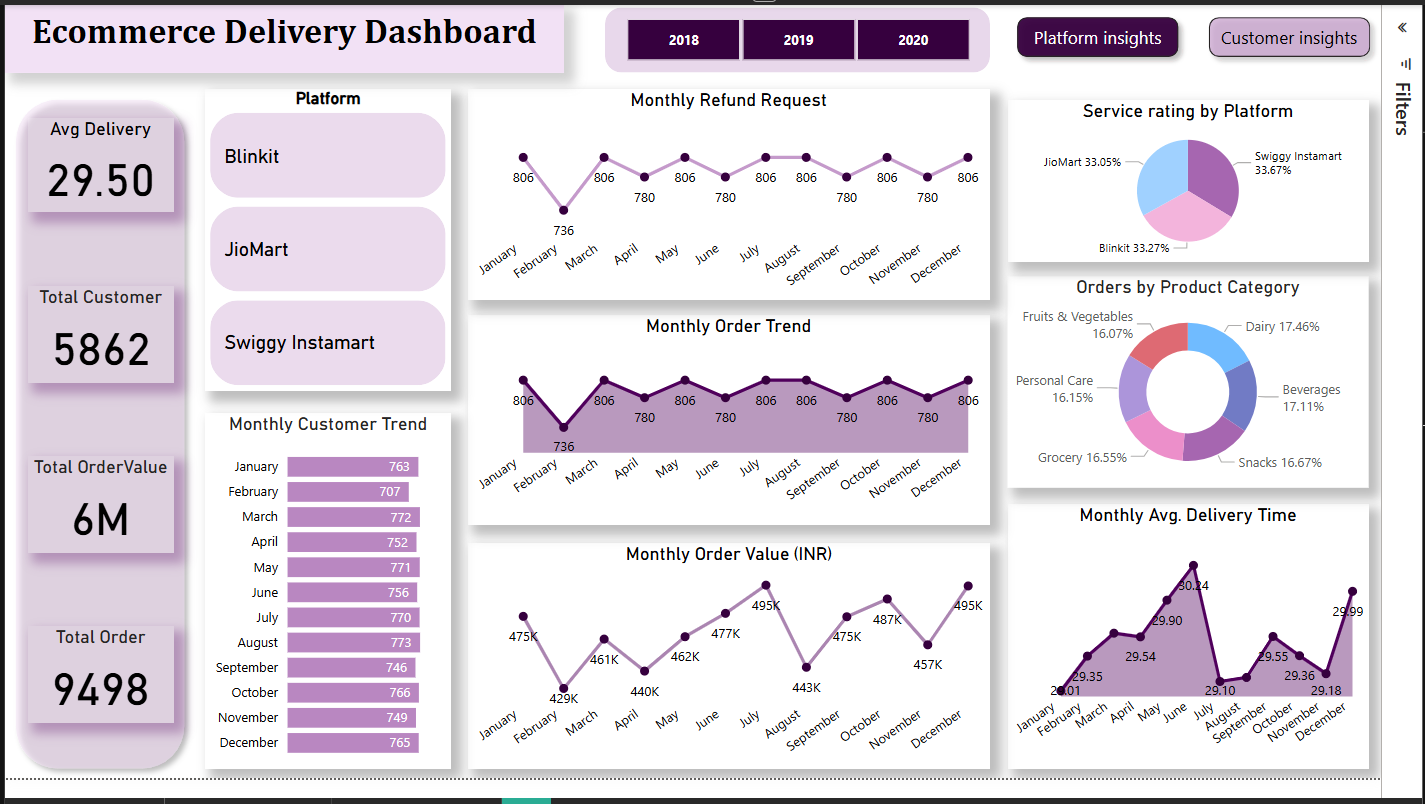 Ecommerce Delivery Dashboard
2018
2019
2020
Platform insights
Customer insights
Filters
Avg Delivery
29.50
Total Customer
5862
Total OrderValue
6M
Total Order
9498
Platform
Blinkit
JioMart
Swiggy Instamart
Monthly Customer Trend
January 763
February 707
March 772
April 752
May 771
June 756
July 770
August 773
September 746
October 766
November 749
December 765
Monthly Refund Request
806
736
806
780
806
780
806
806
780
806
780
806
January
February
March
April
May
June
July
August
September
October
November
December
Monthly Order Trend
806
736
806
780
806
780
806
806
780
806
780
806
January
February
March
April
May
June
July
August
September
October
November
December
Monthly Order Value (INR)
475K
429K
461K
440K
462K
477K
495K
443K
475K
487K
457K
495K
January
February
March
April
May
June
July
August
September
October
November
December
Service rating by Platform
JioMart 33.05%
Swiggy Instamart
33.67%
Blinkit 33.27%
Orders by Product Category
Fruits & Vegetables
16.07%
Dairy 17.46%
Personal Care
16.15%
Beverages
17.11%
Grocery 16.55%
Snacks 16.67%
Monthly Avg. Delivery Time
29.01
29.35
29.54
29.90
30.24
29.10
29.55
29.36
29.18
29.99
January
February
March
April
May
June
July
August
September
October
November
December